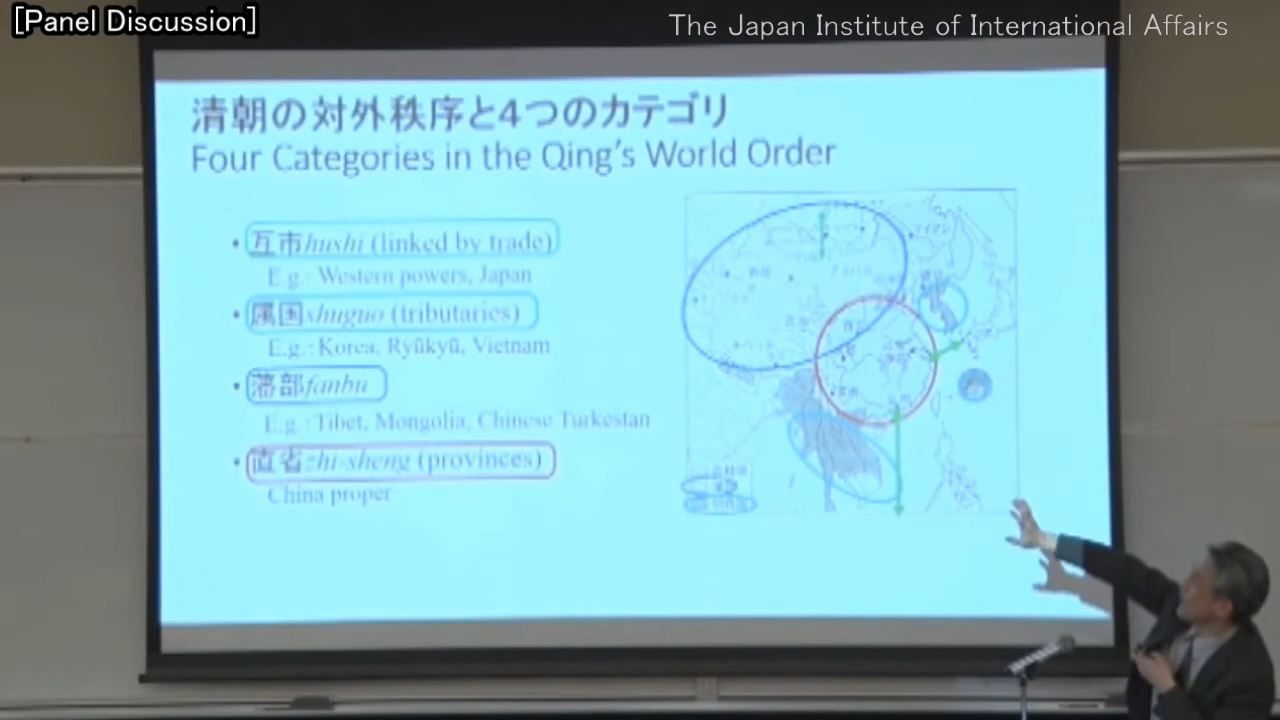 [Panel Discussion]
The Japan Institute of International Affairs
清朝の対外秩序と4つのカテゴリ
Four Categories in the Qing's World Order
• 互市hushi (linked by trade)
E.g.: Western powers, Japan
• 属国shuguo (tributaries)
E.g.: Korea, Ryūkyū, Vietnam
• 藩部fanbu
E.g.: Tibet, Mongolia, Chinese Turkestan
• 直省zhi-sheng (provinces)
China proper